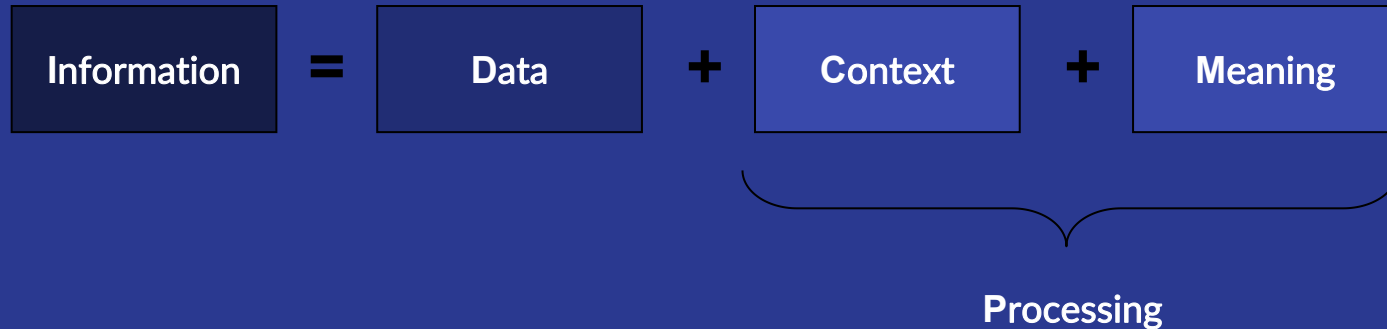 Information = Data + Context + Meaning
Processing